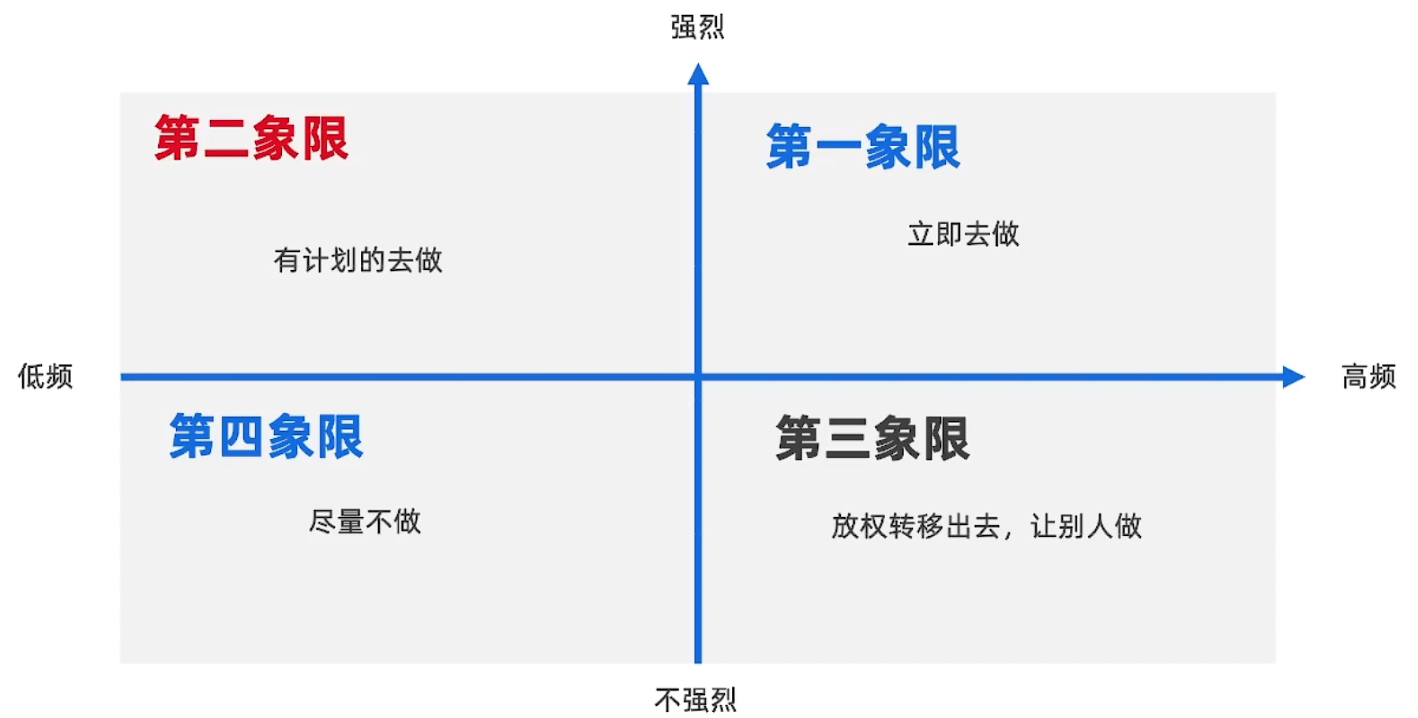 强烈
第二象限
第一象限
立即去做
有计划的去做
低频
高频
第四象限
第三象限
尽量不做
放权转移出去，让别人做
不强烈